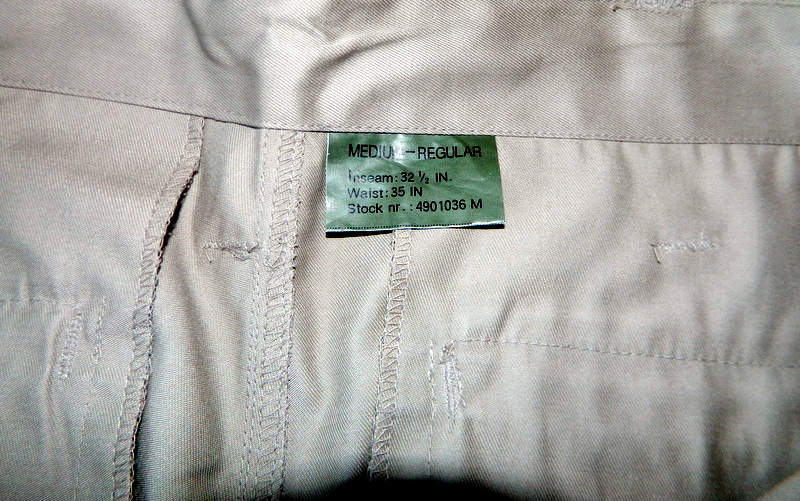 MEDIUM-REGULAR
Inseam: 32 ½ IN.
Waist: 35 IN
Stock nr.: 4901036 M